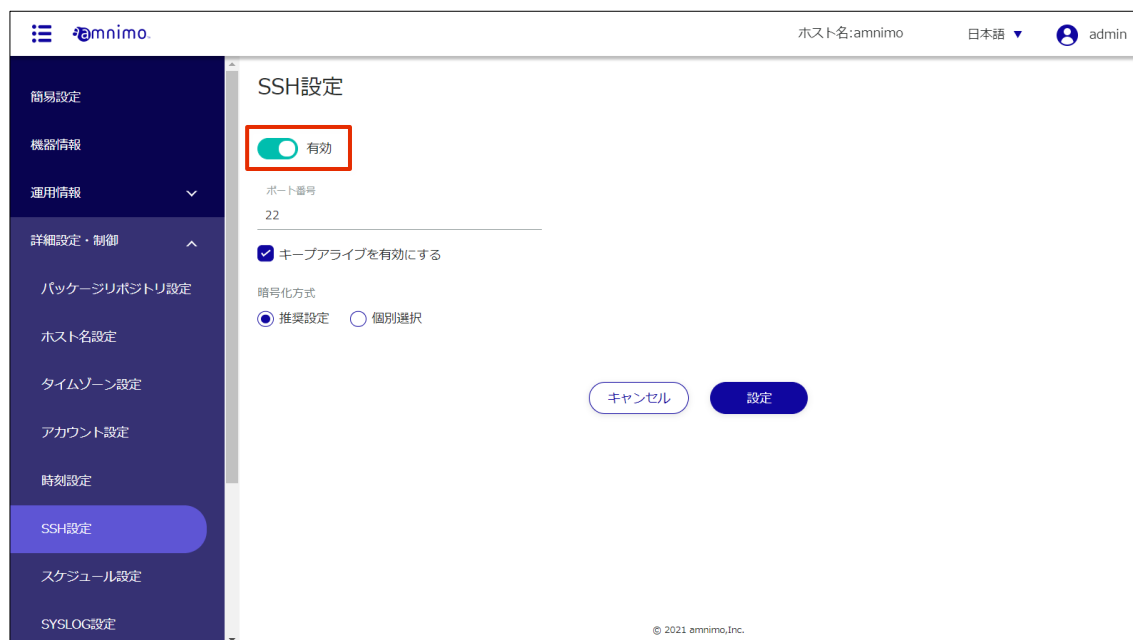 amnimo.
ホスト名:amnimo
日本語 ▼
admin
簡易設定
機器情報
運用情報
詳細設定・制御
パッケージリポジトリ設定
ホスト名設定
タイムゾーン設定
アカウント設定
時刻設定
SSH設定
スケジュール設定
SYSLOG設定
SSH設定
有効
ポート番号
22
キープアライブを有効にする
暗号化方式
推奨設定 個別選択
キャンセル 設定
© 2021 amnimo,Inc.